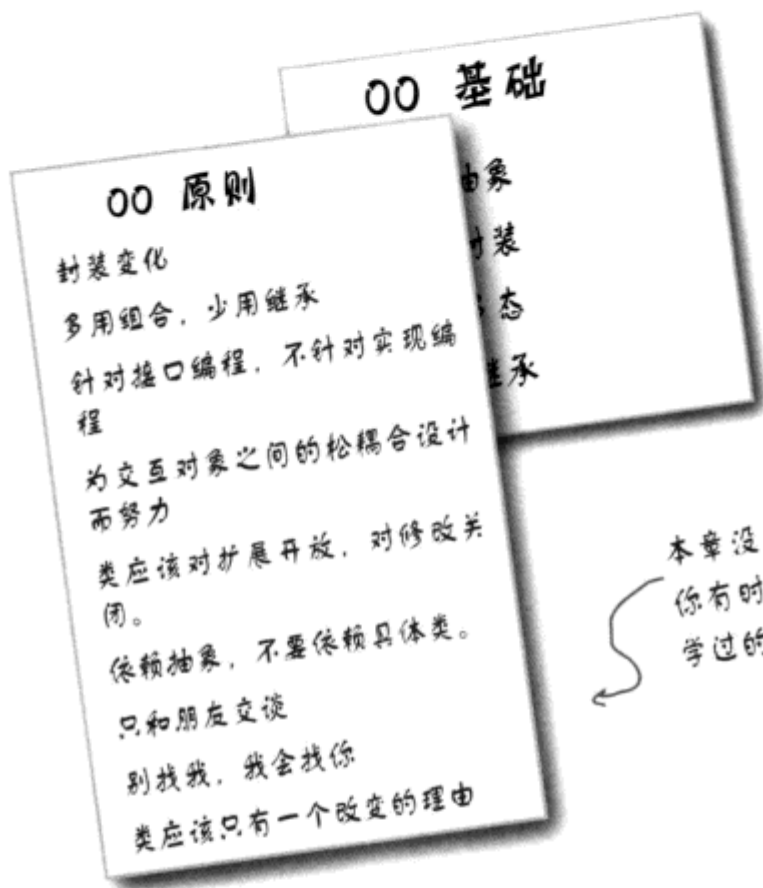 OO 基础
抽象
封装
多态
继承
OO 原则
封装变化
多用组合，少用继承
针对接口编程，不针对实现编
程
为交互对象之间的松耦合设计
而努力
类应该对扩展开放，对修改关
闭。
依赖抽象，不要依赖具体类。
只和朋友交谈
别找我，我会找你
类应该只有一个改变的理由
本章没
你有时
学过的